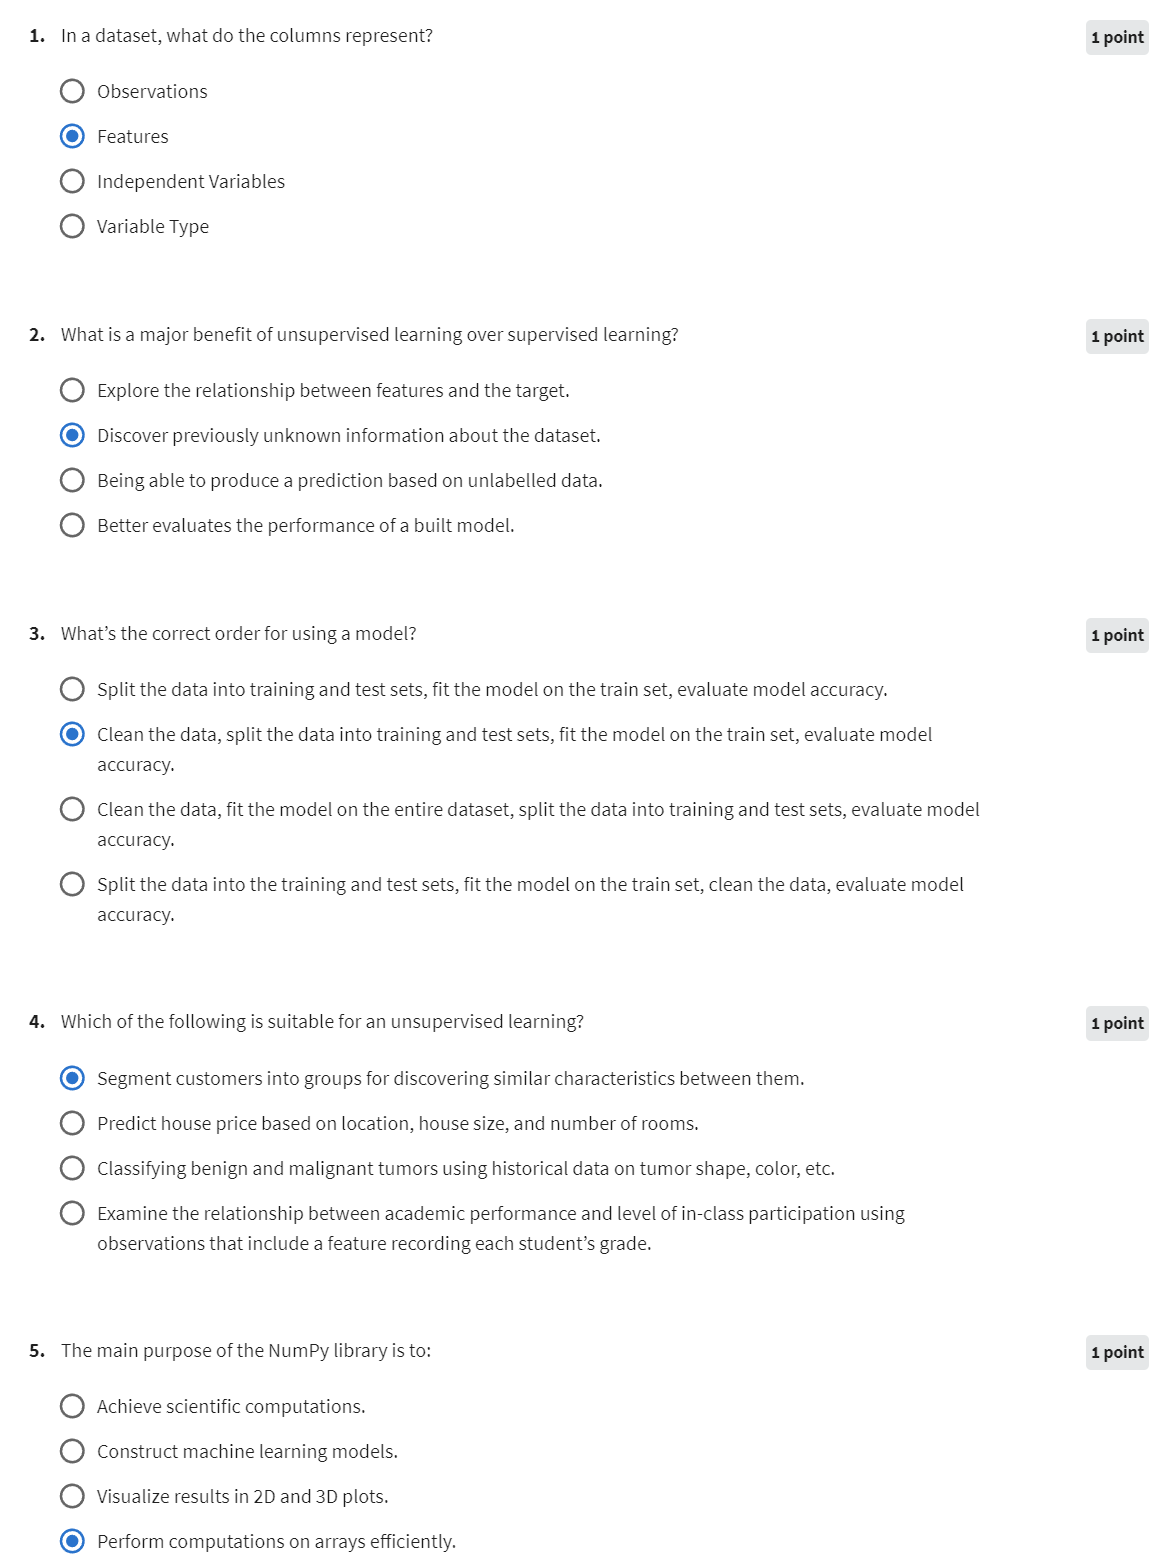 1. In a dataset, what do the columns represent? 1 point
Observations
Features
Independent Variables
Variable Type
2. What is a major benefit of unsupervised learning over supervised learning? 1 point
Explore the relationship between features and the target.
Discover previously unknown information about the dataset.
Being able to produce a prediction based on unlabelled data.
Better evaluates the performance of a built model.
3. What’s the correct order for using a model? 1 point
Split the data into training and test sets, fit the model on the train set, evaluate model accuracy.
Clean the data, split the data into training and test sets, fit the model on the train set, evaluate model
accuracy.
Clean the data, fit the model on the entire dataset, split the data into training and test sets, evaluate model
accuracy.
Split the data into the training and test sets, fit the model on the train set, clean the data, evaluate model
accuracy.
4. Which of the following is suitable for an unsupervised learning? 1 point
Segment customers into groups for discovering similar characteristics between them.
Predict house price based on location, house size, and number of rooms.
Classifying benign and malignant tumors using historical data on tumor shape, color, etc.
Examine the relationship between academic performance and level of in-class participation using
observations that include a feature recording each student’s grade.
5. The main purpose of the NumPy library is to: 1 point
Achieve scientific computations.
Construct machine learning models.
Visualize results in 2D and 3D plots.
Perform computations on arrays efficiently.